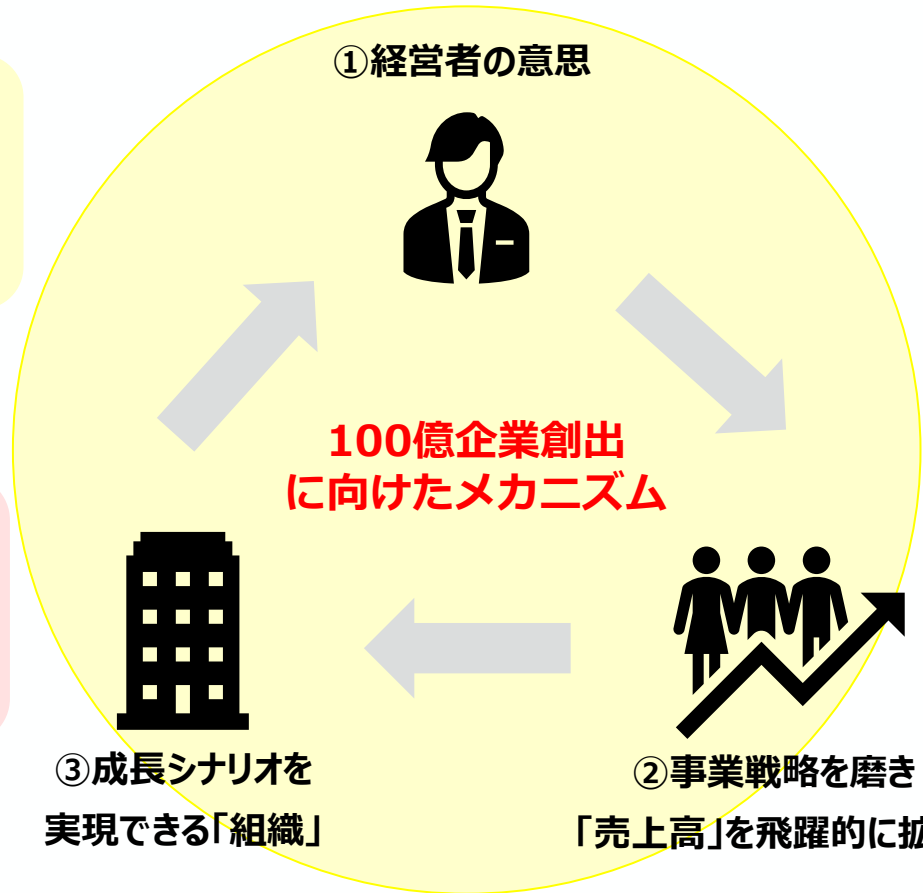 ①経営者の意思
100億企業創出
に向けたメカニズム
③成長シナリオを
実現できる「組織」
②事業戦略を磨き
「売上高」を飛躍的に拡